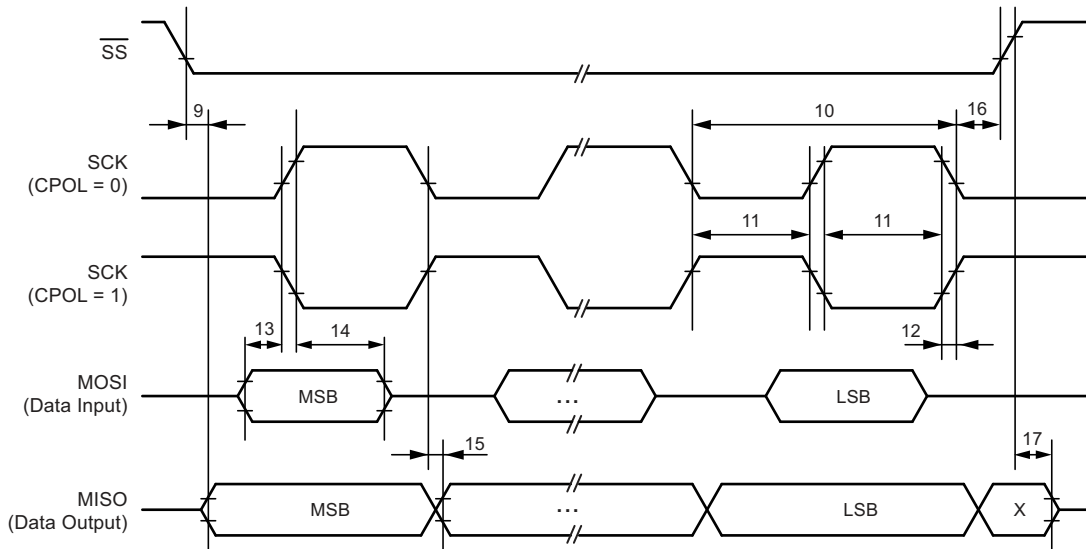 SS
9
10
16
SCK
(CPOL = 0)
11
11
SCK
(CPOL = 1)
13
14
12
MOSI
(Data Input)
MSB
...
LSB
15
17
MISO
(Data Output)
MSB
...
LSB
X